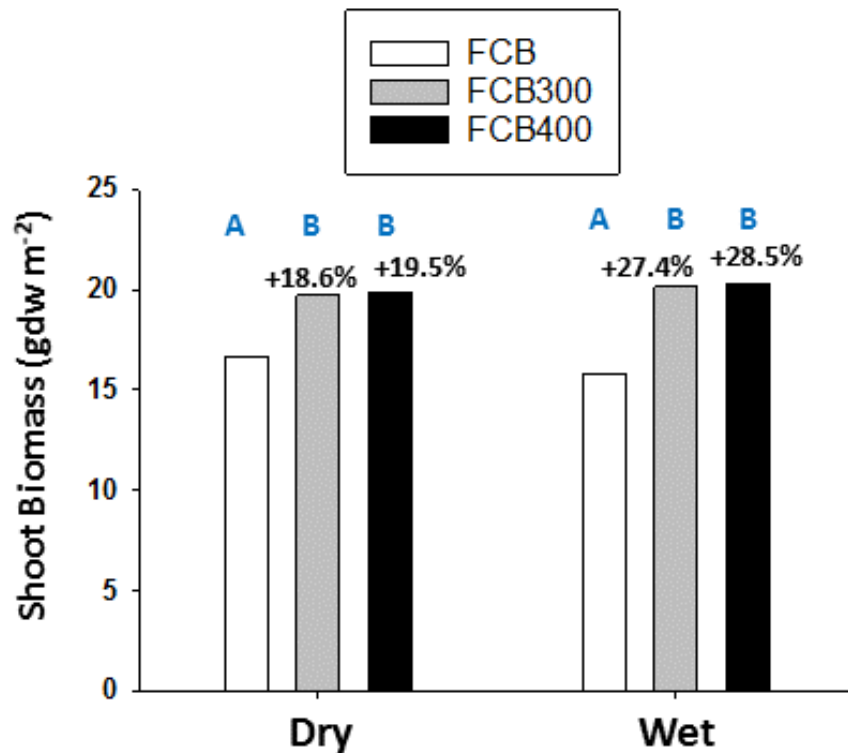 FCB
FCB300
FCB400
Shoot Biomass (gdw m-2)
25
20
15
10
5
0
A B B
+18.6% +19.5%
A B B
+27.4% +28.5%
Dry Wet